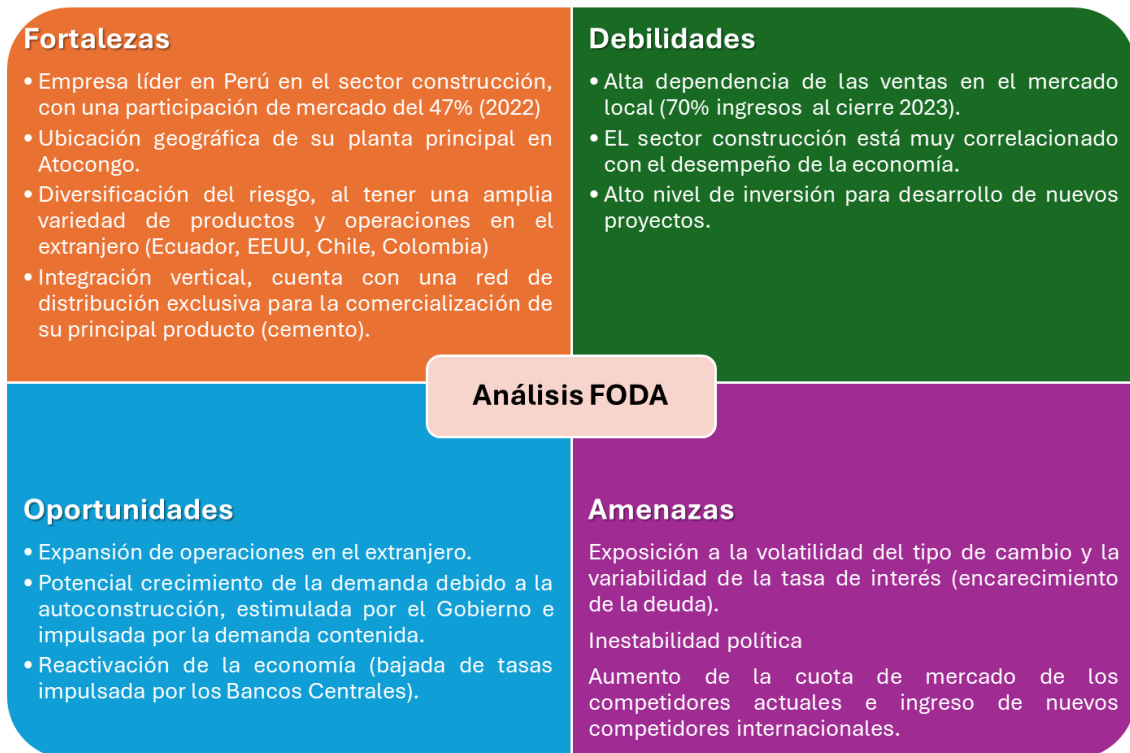 Fortalezas
• Empresa líder en Perú en el sector construcción,
con una participación de mercado del 47% (2022)
• Ubicación geográfica de su planta principal en
Atocongo.
• Diversificación del riesgo, al tener una amplia
variedad de productos y operaciones en el
extranjero (Ecuador, EEUU, Chile, Colombia)
• Integración vertical, cuenta con una red de
distribución exclusiva para la comercialización de
su principal producto (cemento).
Debilidades
• Alta dependencia de las ventas en el mercado
local (70% ingresos al cierre 2023).
• EL sector construcción está muy correlacionado
con el desempeño de la economía.
• Alto nivel de inversión para desarrollo de nuevos
proyectos.
Análisis FODA
Oportunidades
• Expansión de operaciones en el extranjero.
• Potencial crecimiento de la demanda debido a la
autoconstrucción, estimulada por el Gobierno e
impulsada por la demanda contenida.
• Reactivación de la economía (bajada de tasas
impulsada por los Bancos Centrales).
Amenazas
Exposición a la volatilidad del tipo de cambio y la
variabilidad de la tasa de interés (encarecimiento
de la deuda).
Inestabilidad política
Aumento de la cuota de mercado de los
competidores actuales e ingreso de nuevos
competidores internacionales.